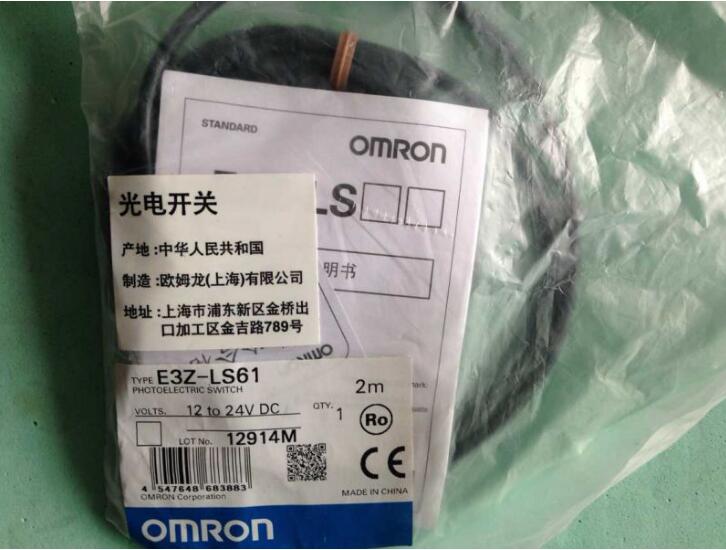 STANDARD
OMRON
LS□□
明书
光电开关
产地:中华人民共和国
制造:欧姆龙(上海)有限公司
地址:上海市浦东新区金桥出
口加工区金吉路789号
OMRO
TYPE E3Z-LS61
PHOTOELECTRIC SWITCH
2m
VOLTS. 12 to 24V DC
QTY. 1
Ro
LOT No. 12914M
CE
4 547648 683883
OMRON Corporation
MADE IN CHINA
OMRON